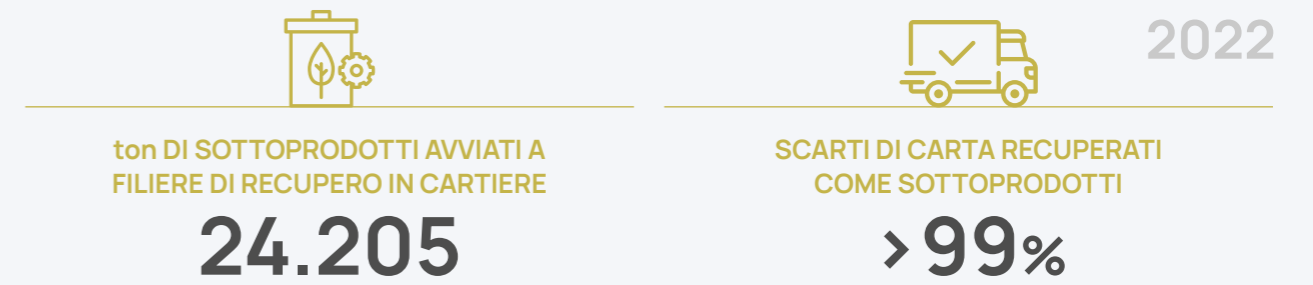 2022
ton DI SOTTOPRODOTTI AVVIATI A
FILIERE DI RECUPERO IN CARTIERE
24.205
SCARTI DI CARTA RECUPERATI
COME SOTTOPRODOTTI
>99%